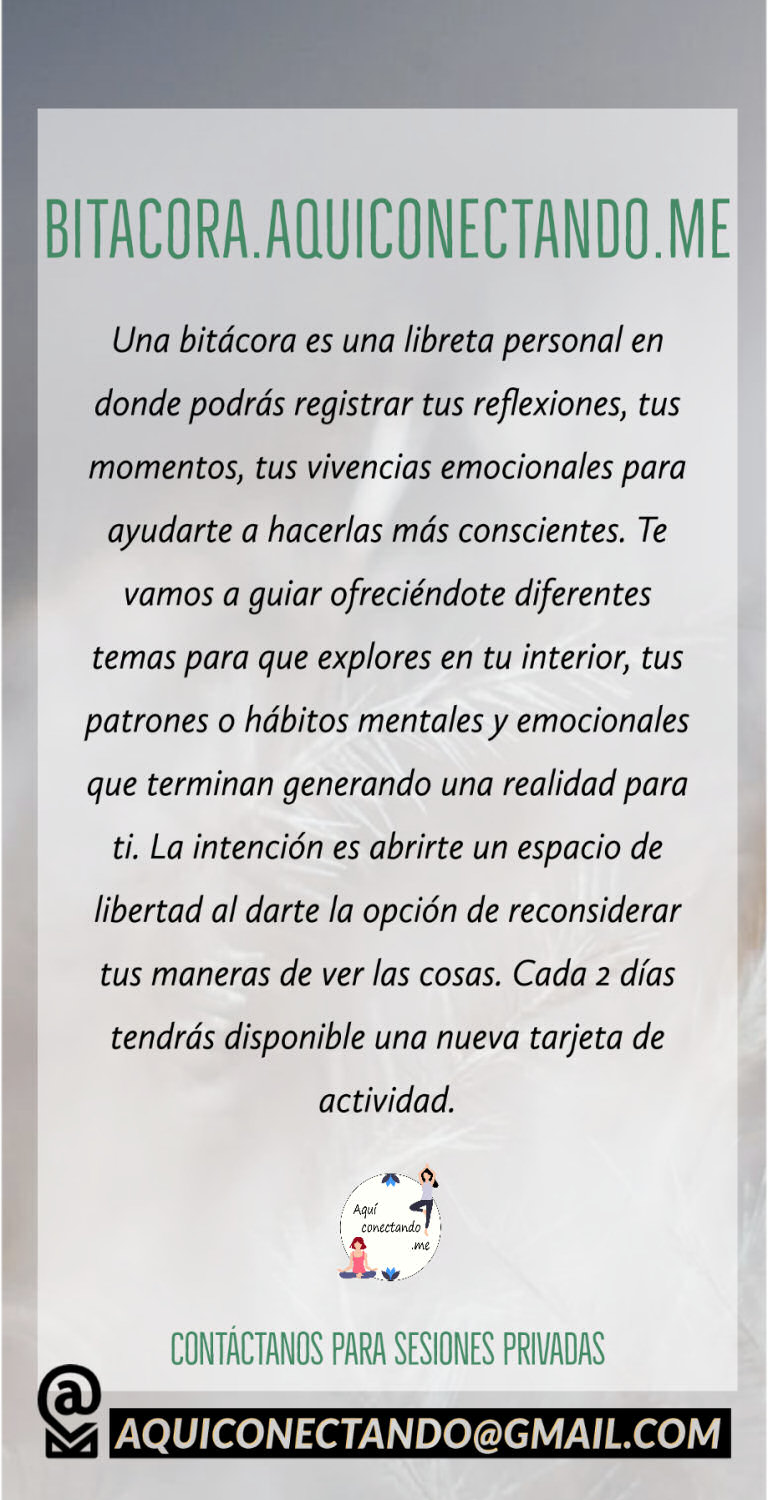 BITACORA.AQUICONECTANDO.ME
Una bitácora es una libreta personal en
donde podrás registrar tus reflexiones, tus
momentos, tus vivencias emocionales para
ayudarte a hacerlas más conscientes. Te
vamos a guiar ofreciéndote diferentes
temas para que explores en tu interior, tus
patrones o hábitos mentales y emocionales
que terminan generando una realidad para
ti. La intención es abrirte un espacio de
libertad al darte la opción de reconsiderar
tus maneras de ver las cosas. Cada 2 días
tendrás disponible una nueva tarjeta de
actividad.
Aquí
conectando
.me
CONTÁCTANOS PARA SESIONES PRIVADAS
AQUICONECTANDO@GMAIL.COM